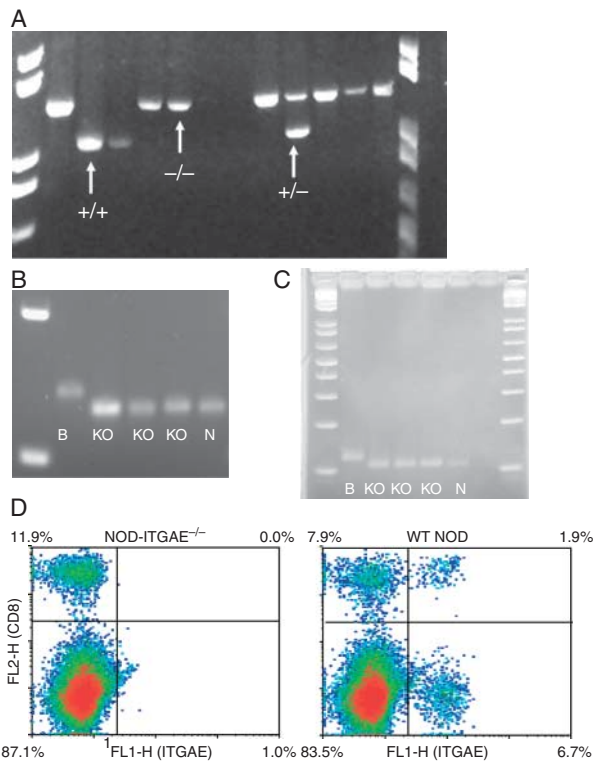 A
+/+
−/−
+/−
B
B KO KO KO N
C
B KO KO KO N
D
11.9% NOD-ITGAE−/− 0.0%
7.9% WT NOD 1.9%
FL2-H (CD8)
1
87.1% FL1-H (ITGAE) 1.0%
83.5% FL1-H (ITGAE) 6.7%